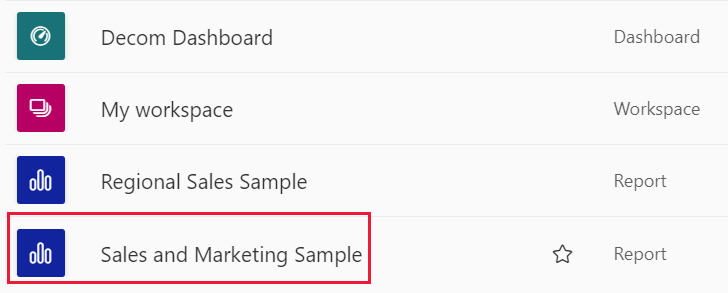 Decom Dashboard Dashboard
My workspace Workspace
Regional Sales Sample Report
Sales and Marketing Sample Report